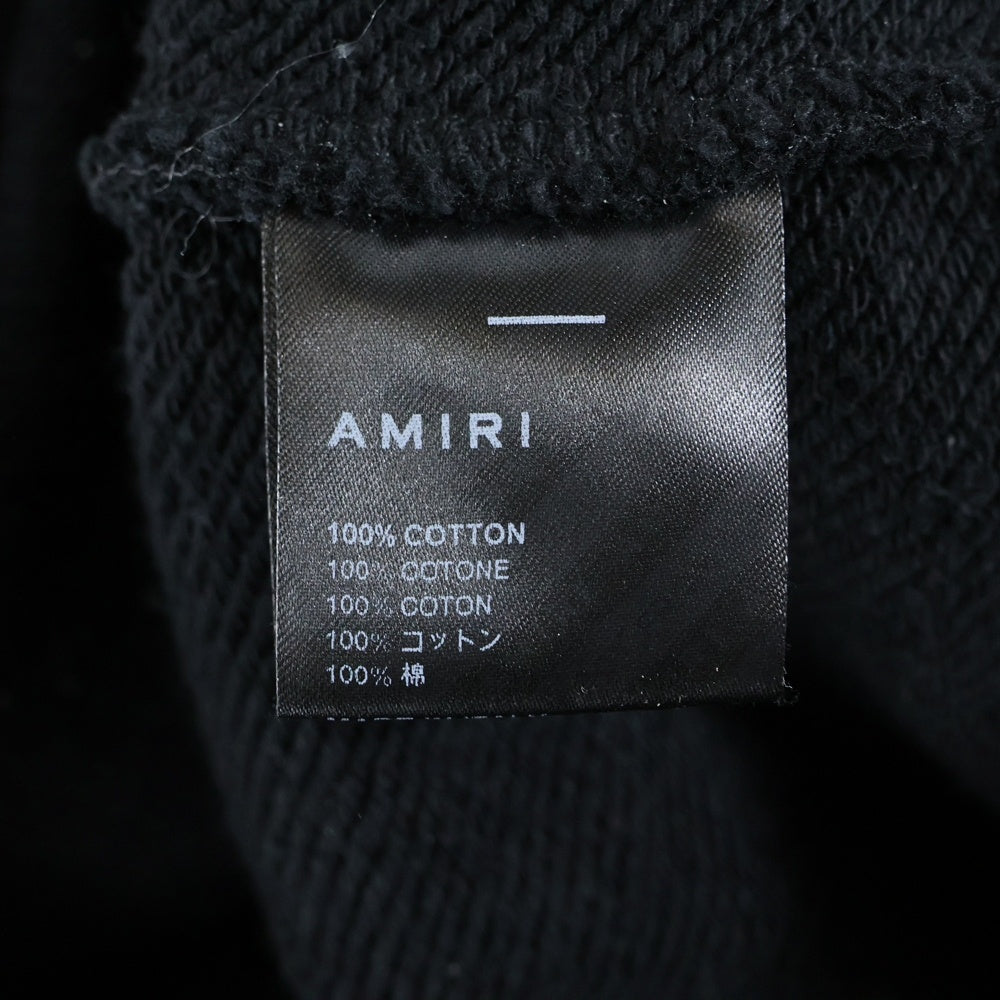 AMIRI
100% COTTON
100% COTONE
100% COTON
100% コットン
100% 棉